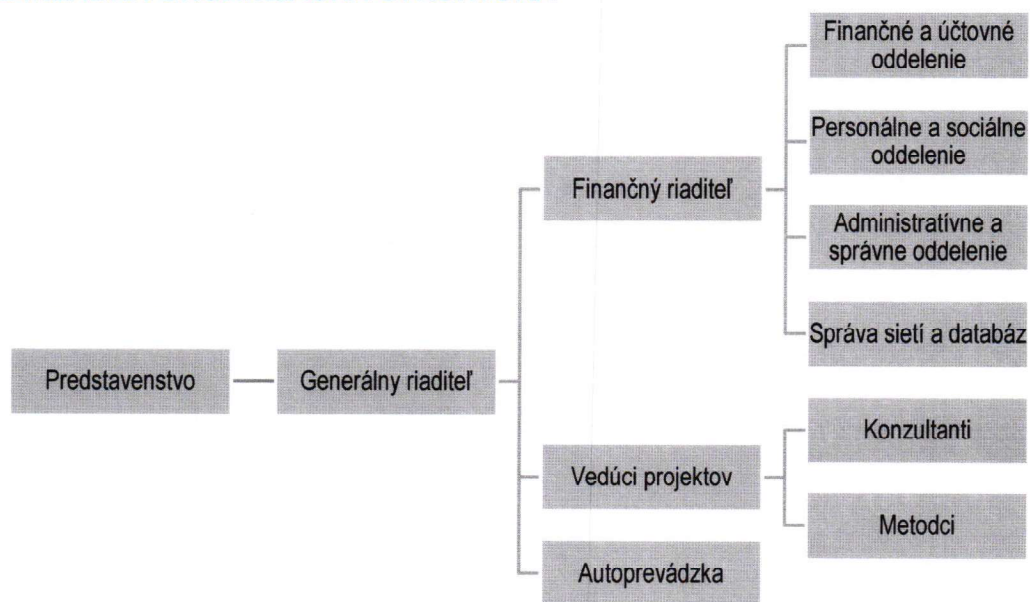 Finančné a účtovné
oddelenie
Personálne a sociálne
oddelenie
Finančný riaditeľ
Administratívne a
správne oddelenie
Správa sietí a databáz
Predstavenstvo
Generálny riaditeľ
Konzultanti
Vedúci projektov
Metodci
Autoprevádzka